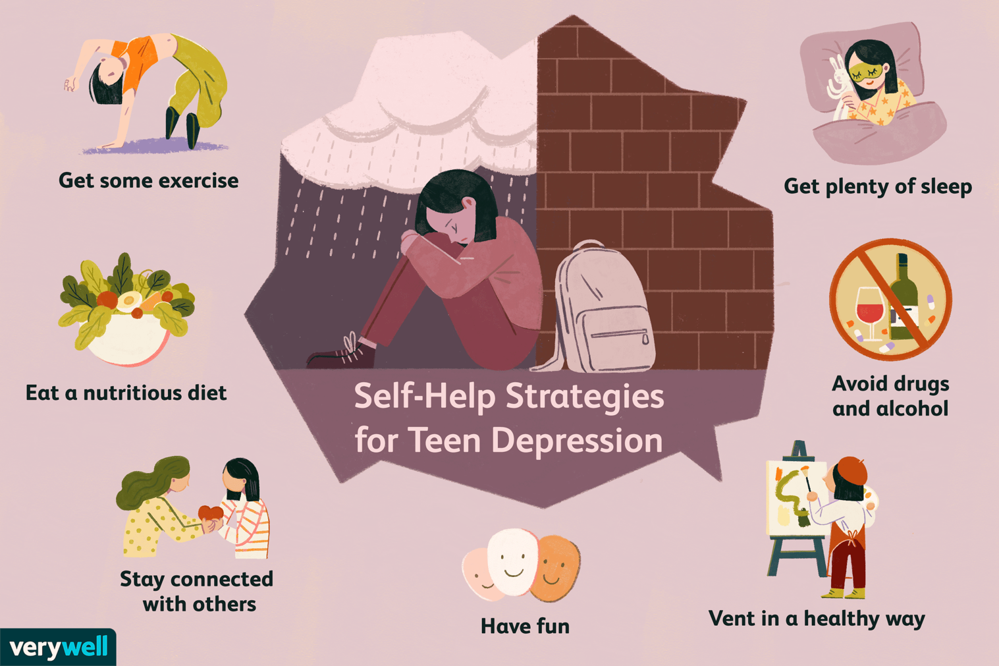 Self-Help Strategies
for Teen Depression
Get some exercise
Eat a nutritious diet
Stay connected
with others
Have fun
Get plenty of sleep
Avoid drugs
and alcohol
Vent in a healthy way
verywell